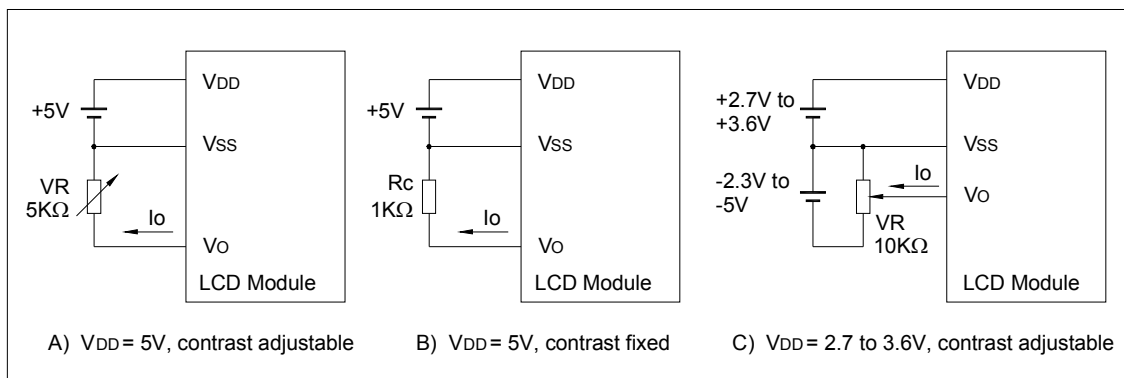 VDD
+5V
VSS
VR
5KΩ
Io
VO
LCD Module
A) VDD = 5V, contrast adjustable
VDD
+5V
VSS
Rc
1KΩ
Io
VO
LCD Module
B) VDD = 5V, contrast fixed
VDD
+2.7V to
+3.6V
VSS
-2.3V to
-5V
Io
VO
VR
10KΩ
LCD Module
C) VDD = 2.7 to 3.6V, contrast adjustable